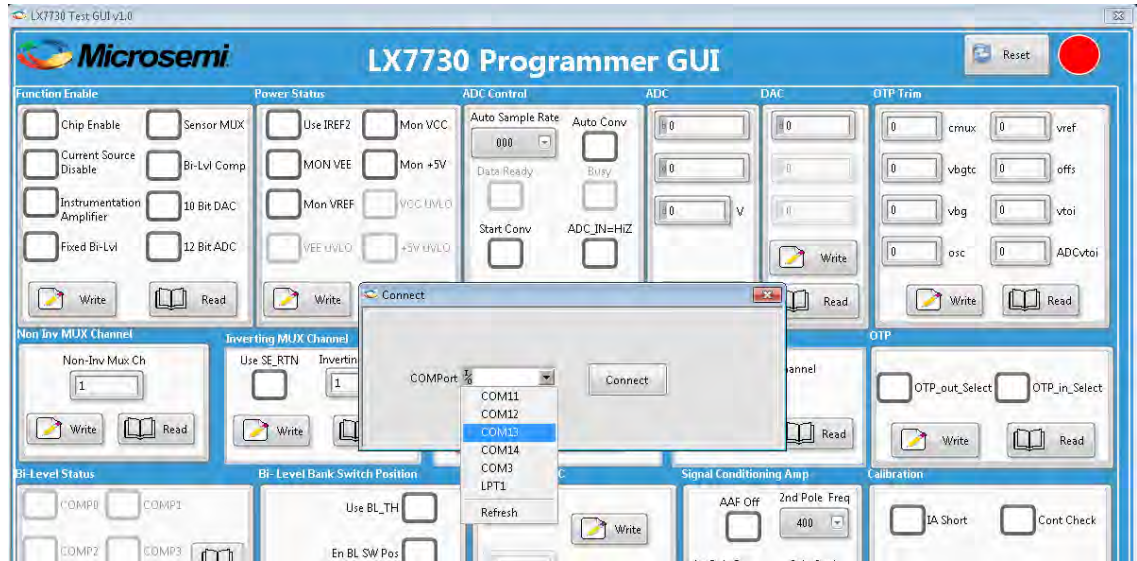 LX7730 Test GUI v1.0
Microsemi
LX7730 Programmer GUI
Reset
Function Enable
Chip Enable
Sensor MUX
Current Source
Disable
Bi-Lvl Comp
Instrumentation
Amplifier
10 Bit DAC
Fixed Bi-Lvl
12 Bit ADC
Write
Read
Power Status
Use IREF2
Mon VCC
MON VEE
Mon +5V
Mon VREF
VCC UVLO
VEE UVLO
+5V UVLO
Write
ADC Control
Auto Sample Rate
Auto Conv
000
Data Ready
Busy
Start Conv
ADC_IN=HiZ
ADC
0
0
0
V
DAC
0
0
0
Write
Read
OTP Trim
0
cmux
0
vref
0
vbgtc
0
offs
0
vbg
0
vtoi
0
osc
0
ADCvtoi
Write
Read
Connect
COMPort
Connect
COM11
COM12
COM13
COM14
COM3
LPT1
Refresh
Non Inv MUX Channel
Non-Inv Mux Ch
1
Write
Read
Inverting MUX Channel
Use SE_RTN
1
Write
Read
OTP
OTP_out_Select
OTP_in_Select
Write
Read
Bi-Level Status
COMP0
COMP1
COMP2
COMP3
Bi- Level Bank Switch Position
Use BL_TH
En BL SW Pos
Write
Signal Conditioning Amp
AAF Off
2nd Pole Freq
400
Calibration
IA Short
Cont Check